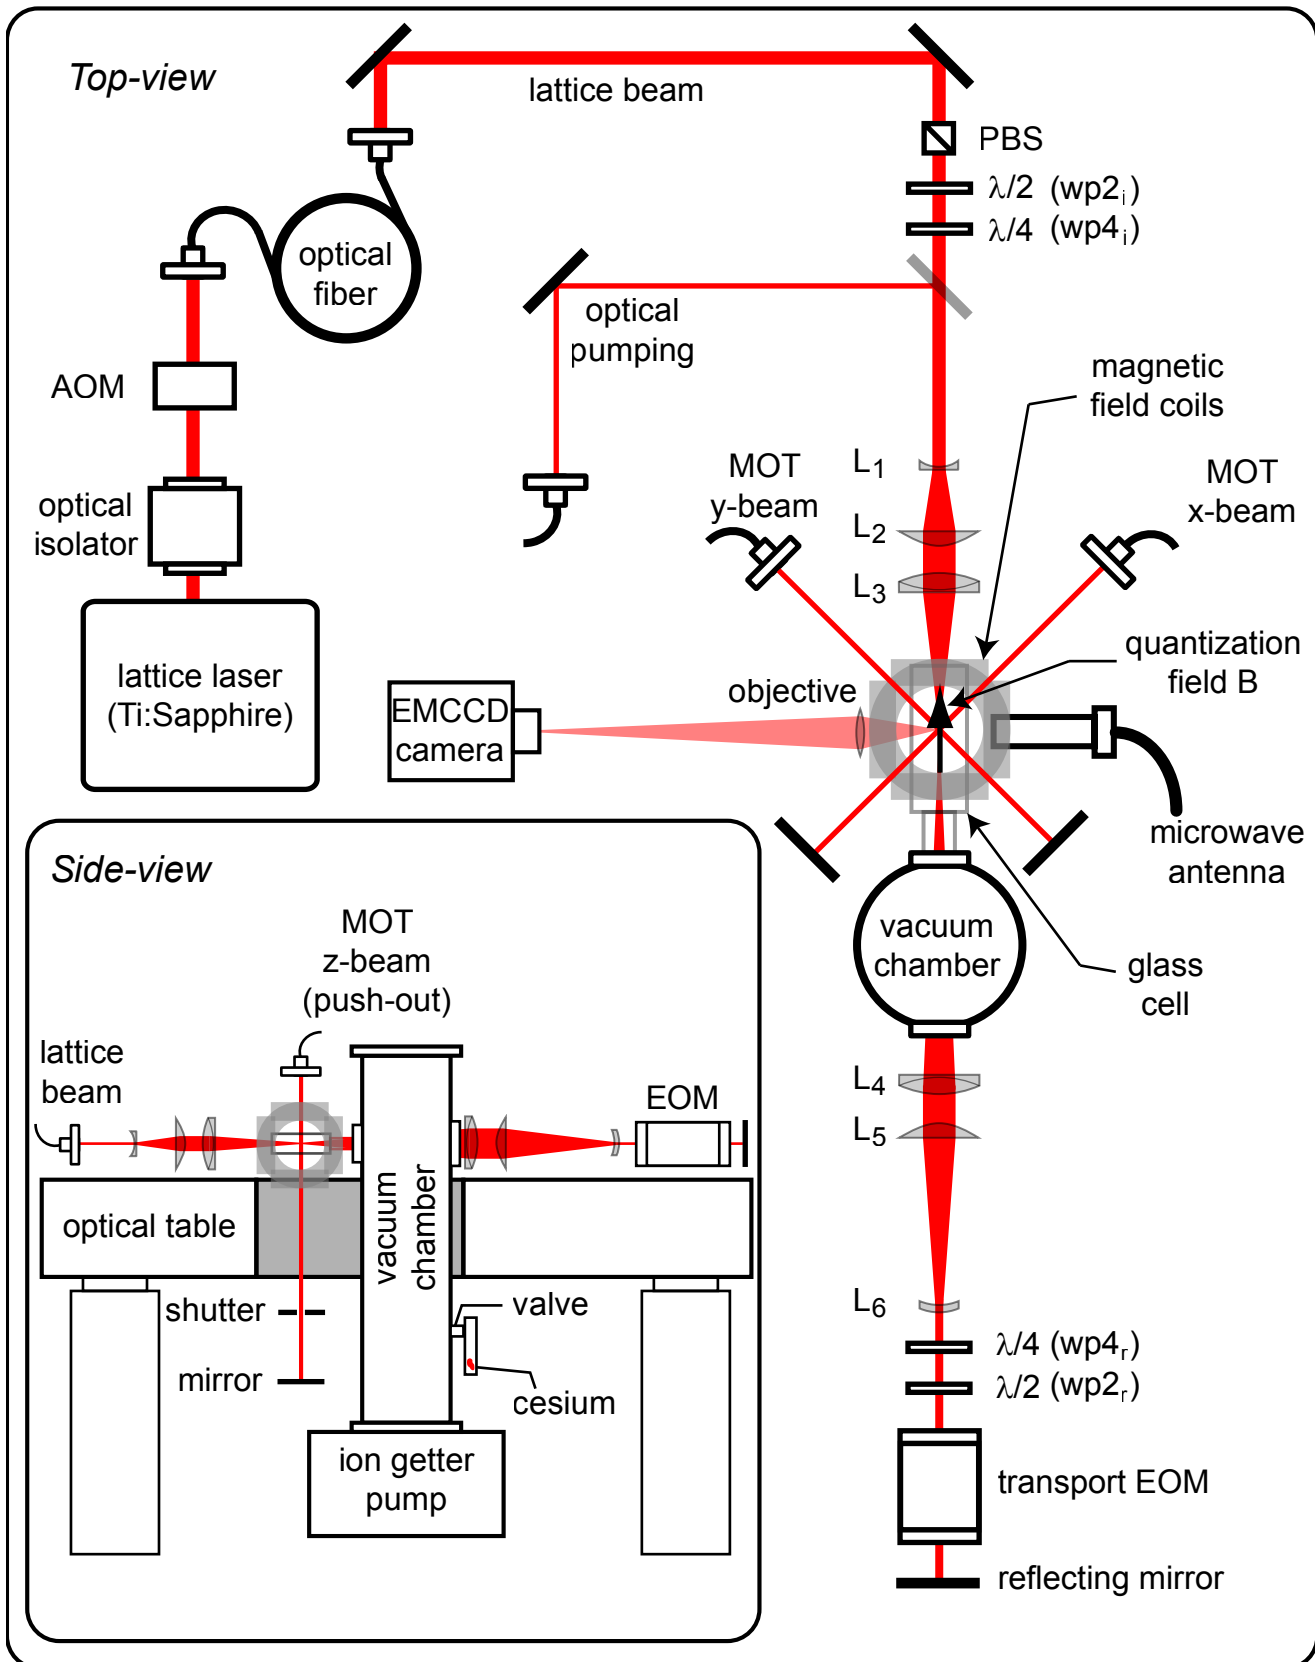 Top-view
lattice beam
PBS
λ/2 (wp2ᵢ)
λ/4 (wp4ᵢ)
optical
fiber
optical
pumping
AOM
magnetic
field coils
L₁
MOT
y-beam
MOT
x-beam
optical
isolator
L₂
L₃
lattice laser
(Ti:Sapphire)
quantization
field B
objective
EMCCD
camera
microwave
antenna
vacuum
chamber
glass
cell
L₄
L₅
L₆
λ/4 (wp4ᵣ)
λ/2 (wp2ᵣ)
transport EOM
reflecting mirror
Side-view
MOT
z-beam
(push-out)
lattice
beam
EOM
optical table
vacuum
chamber
shutter
valve
mirror
cesium
ion getter
pump